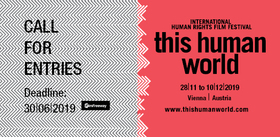 CALL
FOR
ENTRIES
Deadline:
30|06|2019
INTERNATIONAL
HUMAN RIGHTS FILM FESTIVAL
this human
world
28|11 to 10|12|2019
Vienna | Austria
www.thishumanworld.com